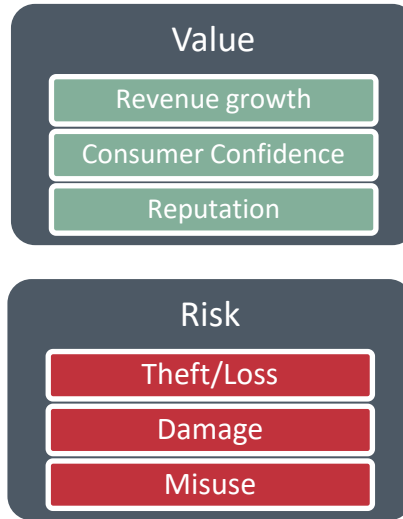 Value
Revenue growth
Consumer Confidence
Reputation
Risk
Theft/Loss
Damage
Misuse